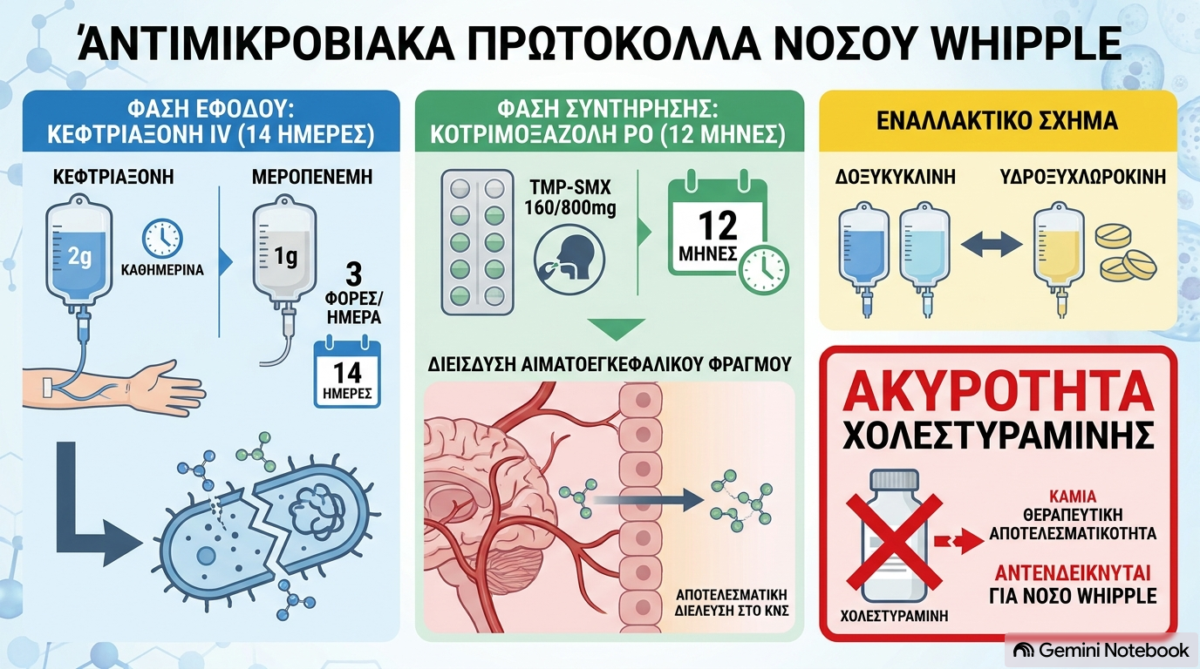 Ἄντιμικροβιακα ΠΡΩΤΟΚΟΛΛΑ ΝΟΣΟΥ WHIPPLE
ΦΑΣΗ ΕΦΟΔΟΥ:
ΚΕΦΤΡΙΑΞΟΝΗ IV (14 ΗΜΕΡΕΣ)
ΚΕΦΤΡΙΑΞΟΝΗ
ΜΕΡΟΠΕΝΕΜΗ
2g
ΚΑΘΗΜΕΡΙΝΑ
1g
3
ΦΟΡΕΣ/
ΗΜΕΡΑ
14
ΗΜΕΡΕΣ
ΦΑΣΗ ΣΥΝΤΗΡΗΣΗΣ:
ΚΟΤΡΙΜΟΞΑΖΟΛΗ PO (12 ΜΗΝΕΣ)
TMP-SMX
160/800mg
12
ΜΗΝΕΣ
ΔΙΕΙΣΔΥΣΗ ΑΙΜΑΤΟΕΓΚΕΦΑΛΙΚΟΥ ΦΡΑΓΜΟΥ
ΑΠΟΤΕΛΕΣΜΑΤΙΚΗ
ΔΙΕΛΕΥΣΗ ΣΤΟ ΚΝΣ
ΕΝΑΛΛΑΚΤΙΚΟ ΣΧΗΜΑ
ΔΟΞΥΚΥΚΛΙΝΗ
ΥΔΡΟΞΥΧΛΩΡΟΚΙΝΗ
ΑΚΥΡΟΤΗΤΑ
ΧΟΛΕΣΤΥΡΑΜΙΝΗΣ
ΚΑΜΙΑ
ΘΕΡΑΠΕΥΤΙΚΗ
ΑΠΟΤΕΛΕΣΜΑΤΙΚΟΤΗΤΑ
ΑΝΤΕΝΔΕΙΚΝΥΤΑΙ
ΓΙΑ ΝΟΣΟ WHIPPLE
ΧΟΛΕΣΤΥΡΑΜΙΝΗ
Gemini Notebook